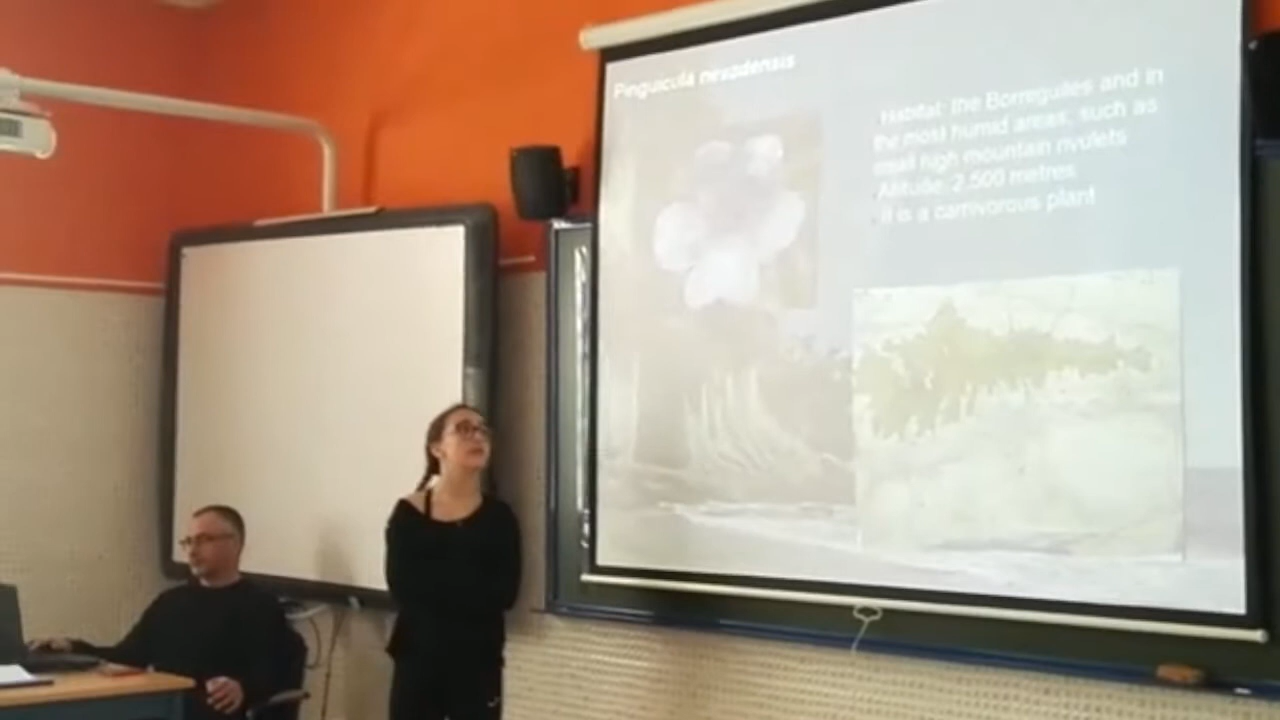 Pinguicula nevadensis
. Habitat: the Borreguiles and in
the most humid areas, such as
small high mountain rivulets
. Altitude: 2.500 metres
. It is a carnivorous plant